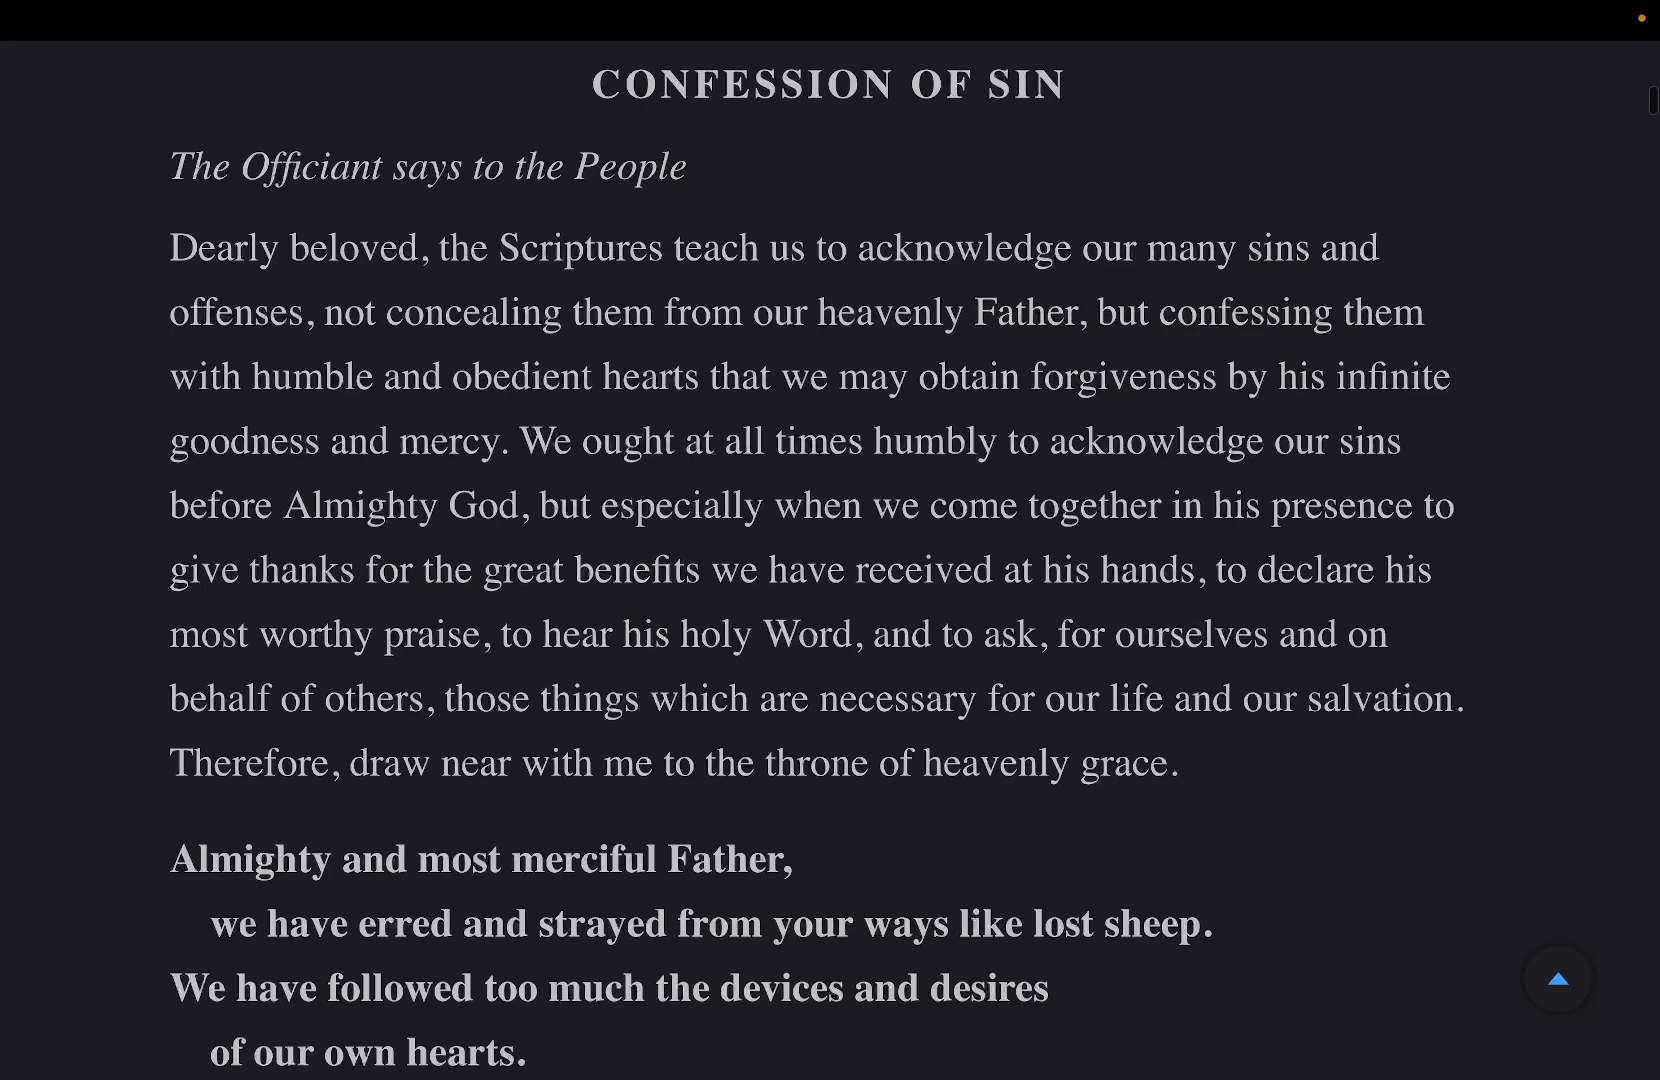 CONFESSION OF SIN
The Officiant says to the People
Dearly beloved, the Scriptures teach us to acknowledge our many sins and
offenses, not concealing them from our heavenly Father, but confessing them
with humble and obedient hearts that we may obtain forgiveness by his infinite
goodness and mercy. We ought at all times humbly to acknowledge our sins
before Almighty God, but especially when we come together in his presence to
give thanks for the great benefits we have received at his hands, to declare his
most worthy praise, to hear his holy Word, and to ask, for ourselves and on
behalf of others, those things which are necessary for our life and our salvation.
Therefore, draw near with me to the throne of heavenly grace.
Almighty and most merciful Father,
we have erred and strayed from your ways like lost sheep.
We have followed too much the devices and desires
of our own hearts.